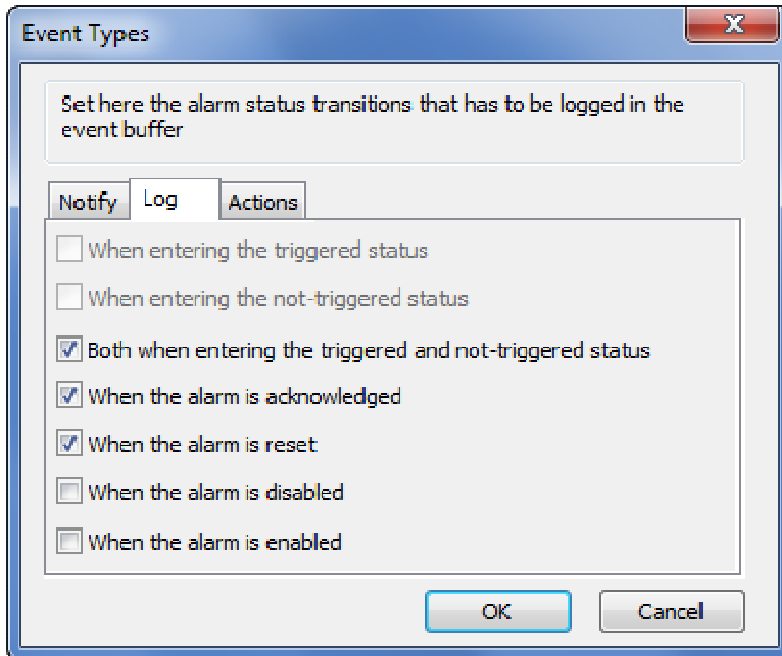 Event Types
Set here the alarm status transitions that has to be logged in the
event buffer
Notify Log Actions
When entering the triggered status
When entering the not-triggered status
Both when entering the triggered and not-triggered status
When the alarm is acknowledged
When the alarm is reset
When the alarm is disabled
When the alarm is enabled
OK Cancel